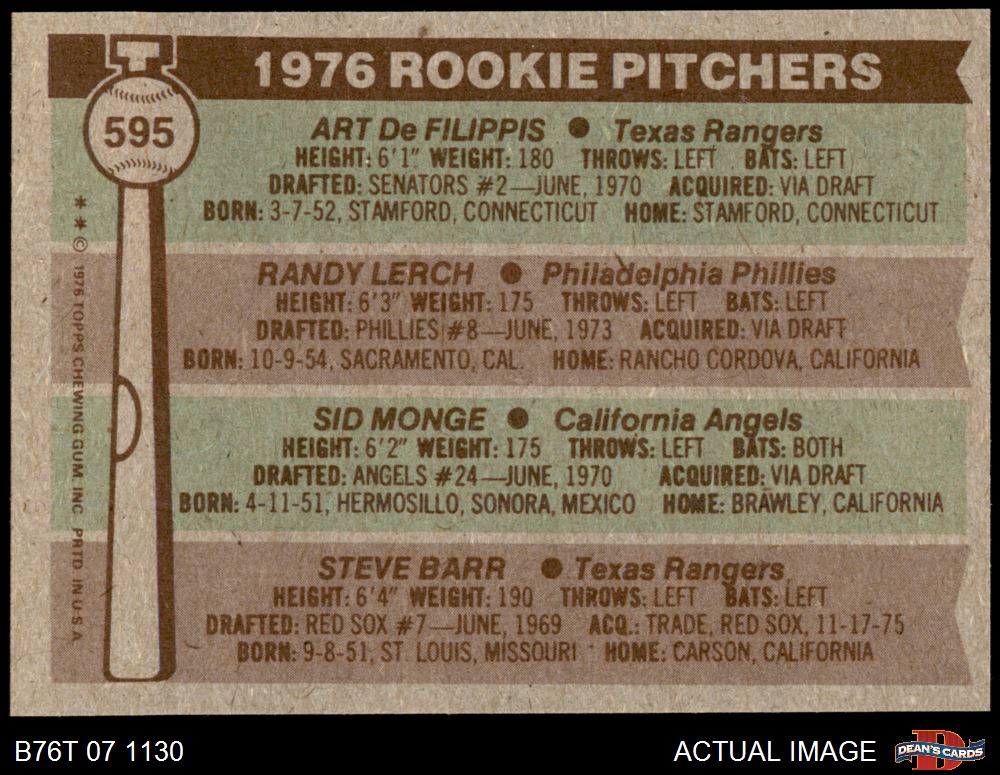 1976 ROOKIE PITCHERS
595
ART De FILIPPIS ● Texas Rangers
HEIGHT: 6'1" WEIGHT: 180 THROWS: LEFT BATS: LEFT
DRAFTED: SENATORS #2—JUNE, 1970 ACQUIRED: VIA DRAFT
BORN: 3-7-52, STAMFORD, CONNECTICUT HOME: STAMFORD, CONNECTICUT
RANDY LERCH ● Philadelphia Phillies
HEIGHT: 6'3" WEIGHT: 175 THROWS: LEFT BATS: LEFT
DRAFTED: PHILLIES #8—JUNE, 1973 ACQUIRED: VIA DRAFT
BORN: 10-9-54, SACRAMENTO, CAL. HOME: RANCHO CORDOVA, CALIFORNIA
SID MONGE ● California Angels
HEIGHT: 6'2" WEIGHT: 175 THROWS: LEFT BATS: BOTH
DRAFTED: ANGELS #24—JUNE, 1970 ACQUIRED: VIA DRAFT
BORN: 4-11-51, HERMOSILLO, SONORA, MEXICO HOME: BRAWLEY, CALIFORNIA
STEVE BARR ● Texas Rangers
HEIGHT: 6'4" WEIGHT: 190 THROWS: LEFT BATS: LEFT
DRAFTED: RED SOX #7—JUNE, 1969 ACQ.: TRADE, RED SOX, 11-17-75
BORN: 9-8-51, ST. LOUIS, MISSOURI HOME: CARSON, CALIFORNIA
** © 1976 TOPPS CHEWING GUM, INC. PRTD. IN U.S.A.
B76T 07 1130
ACTUAL IMAGE
DEAN'S CARDS